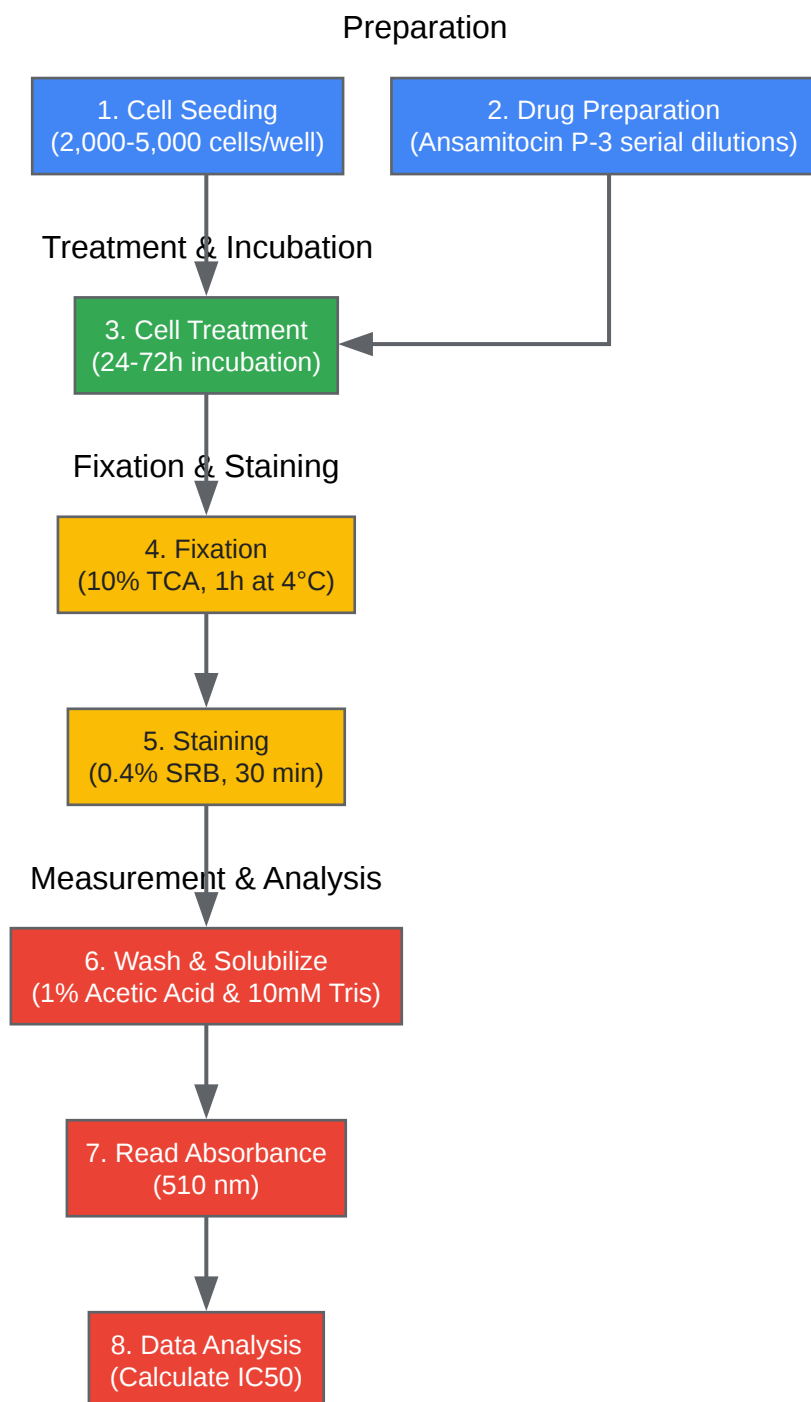 Preparation
1. Cell Seeding
(2,000-5,000 cells/well)
2. Drug Preparation
(Ansamitocin P-3 serial dilutions)
Treatment & Incubation
3. Cell Treatment
(24-72h incubation)
Fixation & Staining
4. Fixation
(10% TCA, 1h at 4°C)
5. Staining
(0.4% SRB, 30 min)
Measurement & Analysis
6. Wash & Solubilize
(1% Acetic Acid & 10mM Tris)
7. Read Absorbance
(510 nm)
8. Data Analysis
(Calculate IC50)